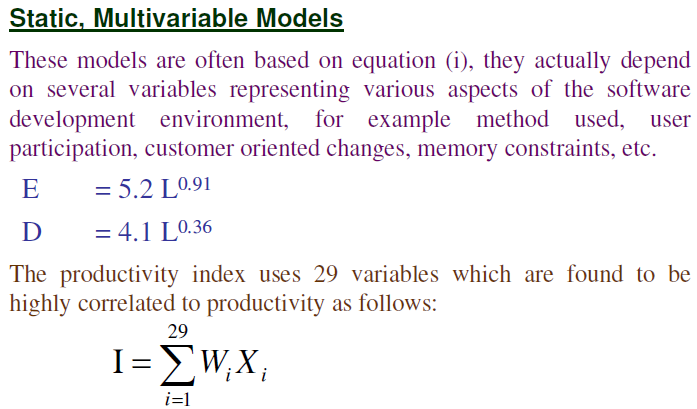 Static, Multivariable Models
These models are often based on equation (i), they actually depend
on several variables representing various aspects of the software
development environment, for example method used, user
participation, customer oriented changes, memory constraints, etc.
E = 5.2 L^0.91
D = 4.1 L^0.36
The productivity index uses 29 variables which are found to be
highly correlated to productivity as follows:
29
I = ∑ W_i X_i
i=1